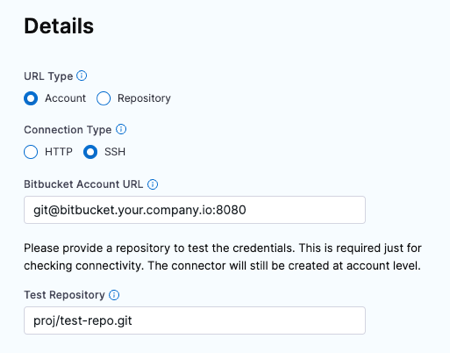 Details
URL Type
Account Repository
Connection Type
HTTP SSH
Bitbucket Account URL
git@bitbucket.your.company.io:8080
Please provide a repository to test the credentials. This is required just for
checking connectivity. The connector will still be created at account level.
Test Repository
proj/test-repo.git